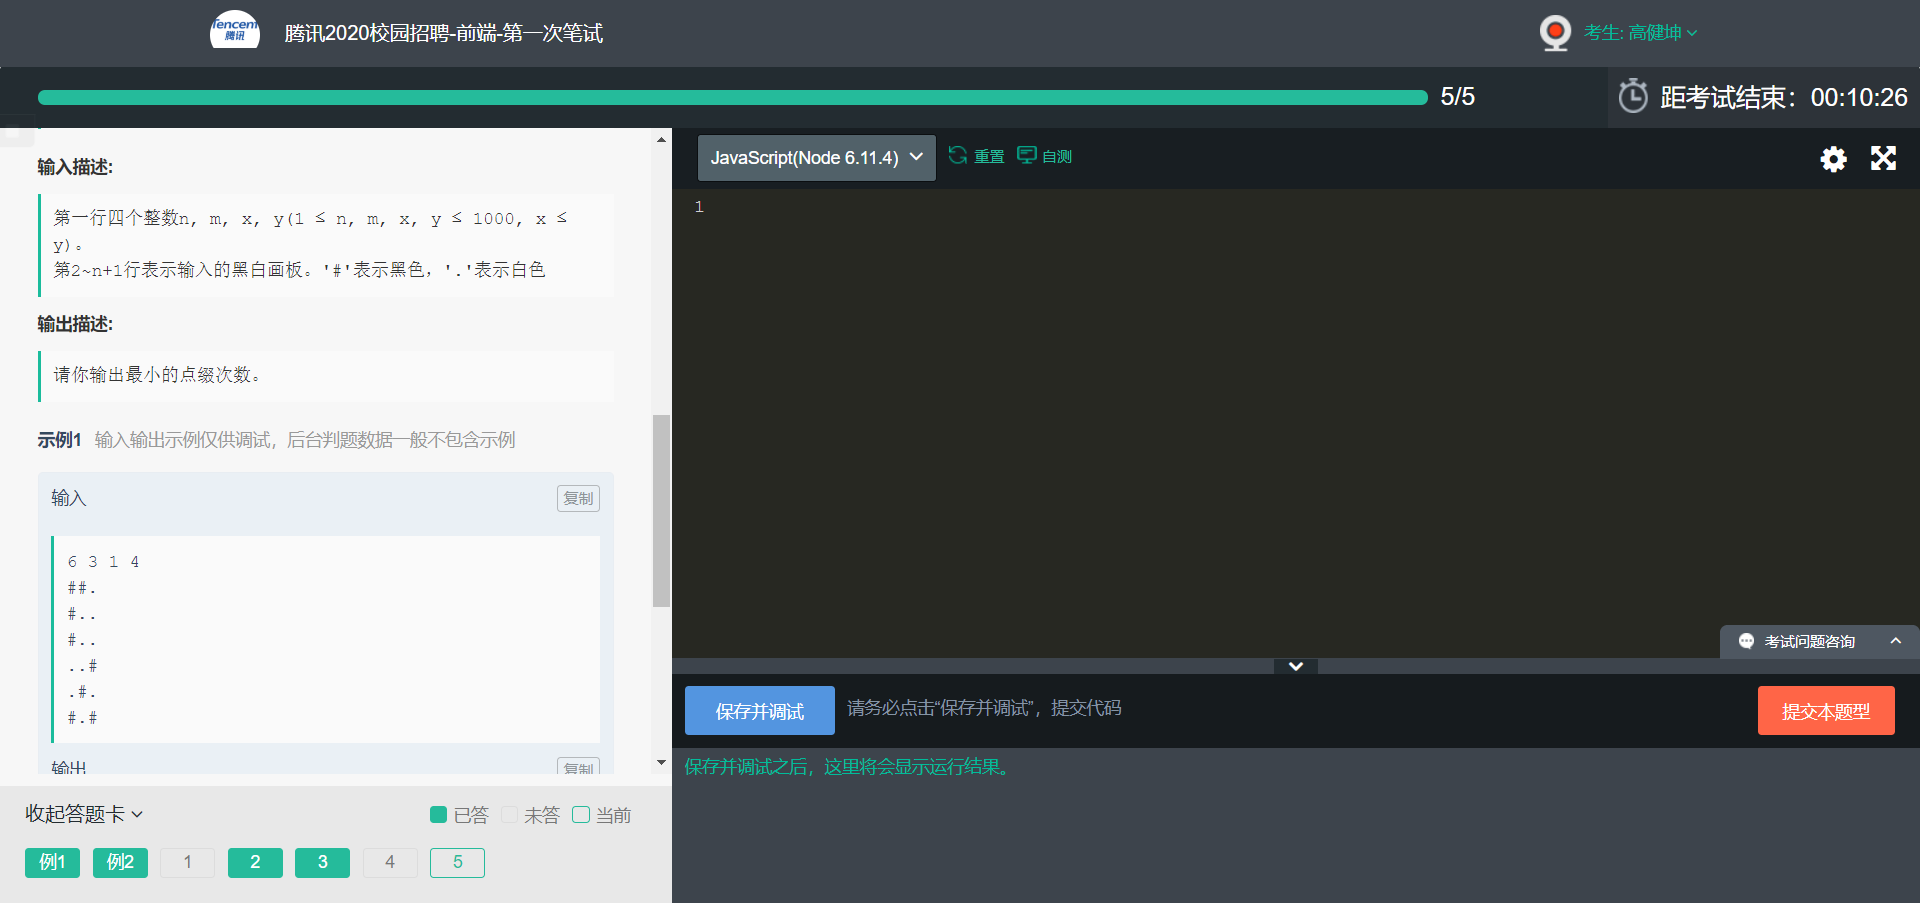 Tencent
腾讯
腾讯2020校园招聘-前端-第一次笔试
考生: 高健坤
5/5
距考试结束：00:10:26
输入描述:
第一行四个整数n, m, x, y(1 ≤ n, m, x, y ≤ 1000, x ≤
y)。
第2~n+1行表示输入的黑白画板。'#'表示黑色，'.'表示白色
输出描述:
请你输出最小的点缀次数。
示例1 输入输出示例仅供调试，后台判题数据一般不包含示例
输入
复制
6 3 1 4
##.
#..
#..
..#
.#.
#.#
输出
复制
收起答题卡
已答 未答 当前
例1 例2 1 2 3 4 5
JavaScript(Node 6.11.4) 重置 自测
1
考试问题咨询
保存并调试 请务必点击“保存并调试”，提交代码
提交本题型
保存并调试之后，这里将会显示运行结果。